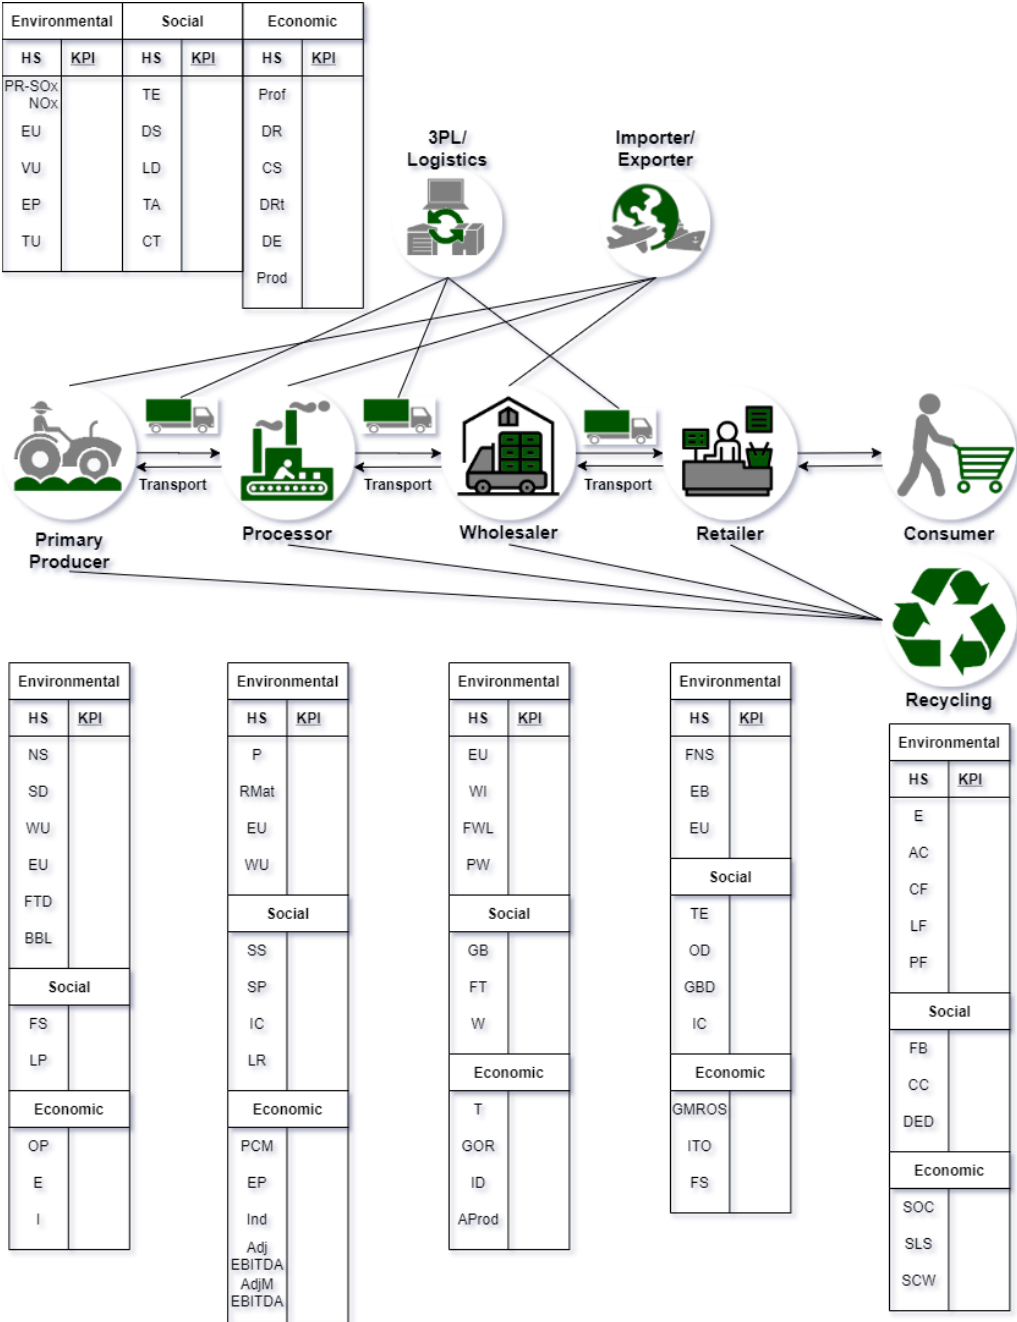 Environmental Social Economic
HS KPI HS KPI HS KPI
PR-SOx TE Prof
NOx
EU DS DR
VU LD CS
EP TA DRt
TU CT DE
Prod
3PL/
Logistics
Importer/
Exporter
Transport
Transport
Transport
Primary
Producer
Processor
Wholesaler
Retailer
Consumer
Recycling
Environmental
HS KPI
NS
SD
WU
EU
FTD
BBL
Social
FS
LP
Economic
OP
E
I
Environmental
HS KPI
P
RMat
EU
WU
Social
SS
SP
IC
LR
Economic
PCM
EP
Ind
Adj
EBITDA
AdjM
EBITDA
Environmental
HS KPI
EU
WI
FWL
PW
Social
GB
FT
W
Economic
T
GOR
ID
AProd
Environmental
HS KPI
FNS
EB
EU
Social
TE
OD
GBD
IC
Economic
GMROS
ITO
FS
Environmental
HS KPI
E
AC
CF
LF
PF
Social
FB
CC
DED
Economic
SOC
SLS
SCW